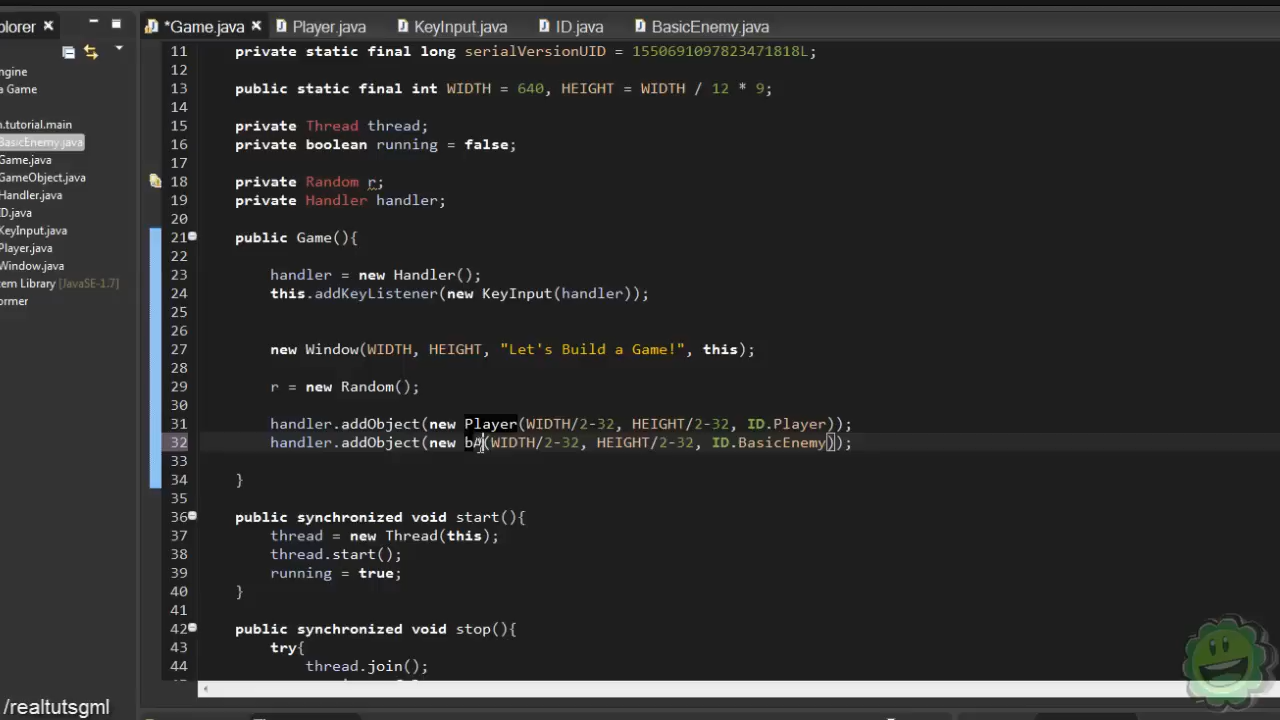 plorer
*Game.java
Player.java
KeyInput.java
ID.java
BasicEnemy.java
ngine
a Game
n.tutorial.main
BasicEnemy.java
Game.java
GameObject.java
Handler.java
ID.java
KeyInput.java
Player.java
Window.java
tem Library [JavaSE-1.7]
ormer
11 private static final long serialVersionUID = 1550691097823471818L;
12
13 public static final int WIDTH = 640, HEIGHT = WIDTH / 12 * 9;
14
15 private Thread thread;
16 private boolean running = false;
17
18 private Random r;
19 private Handler handler;
20
21 public Game(){
22
23 handler = new Handler();
24 this.addKeyListener(new KeyInput(handler));
25
26
27 new Window(WIDTH, HEIGHT, "Let's Build a Game!", this);
28
29 r = new Random();
30
31 handler.addObject(new Player(WIDTH/2-32, HEIGHT/2-32, ID.Player));
32 handler.addObject(new (WIDTH/2-32, HEIGHT/2-32, ID.BasicEnemy));
33
34 }
35
36 public synchronized void start(){
37 thread = new Thread(this);
38 thread.start();
39 running = true;
40 }
41
42 public synchronized void stop(){
43 try{
44 thread.join();
/realtutsgml